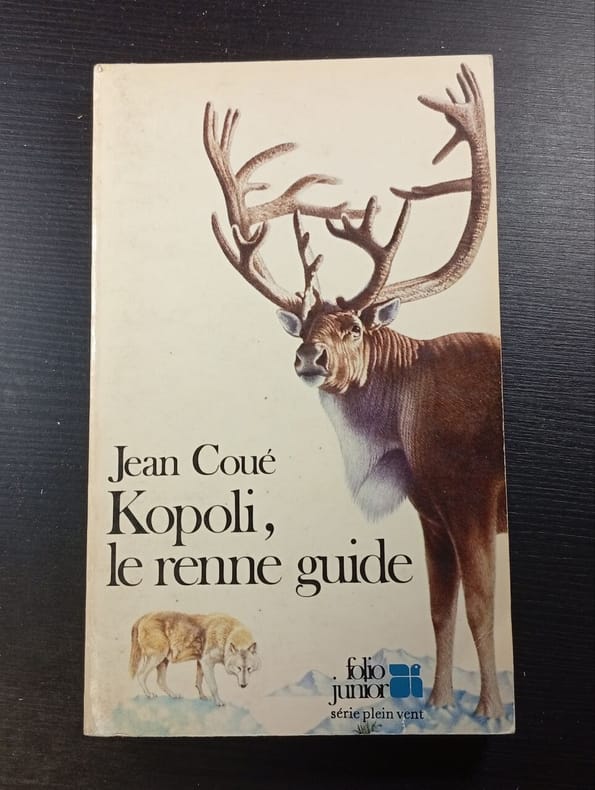 Jean Coué
Kopoli,
le renne guide
folio
junior
série plein vent